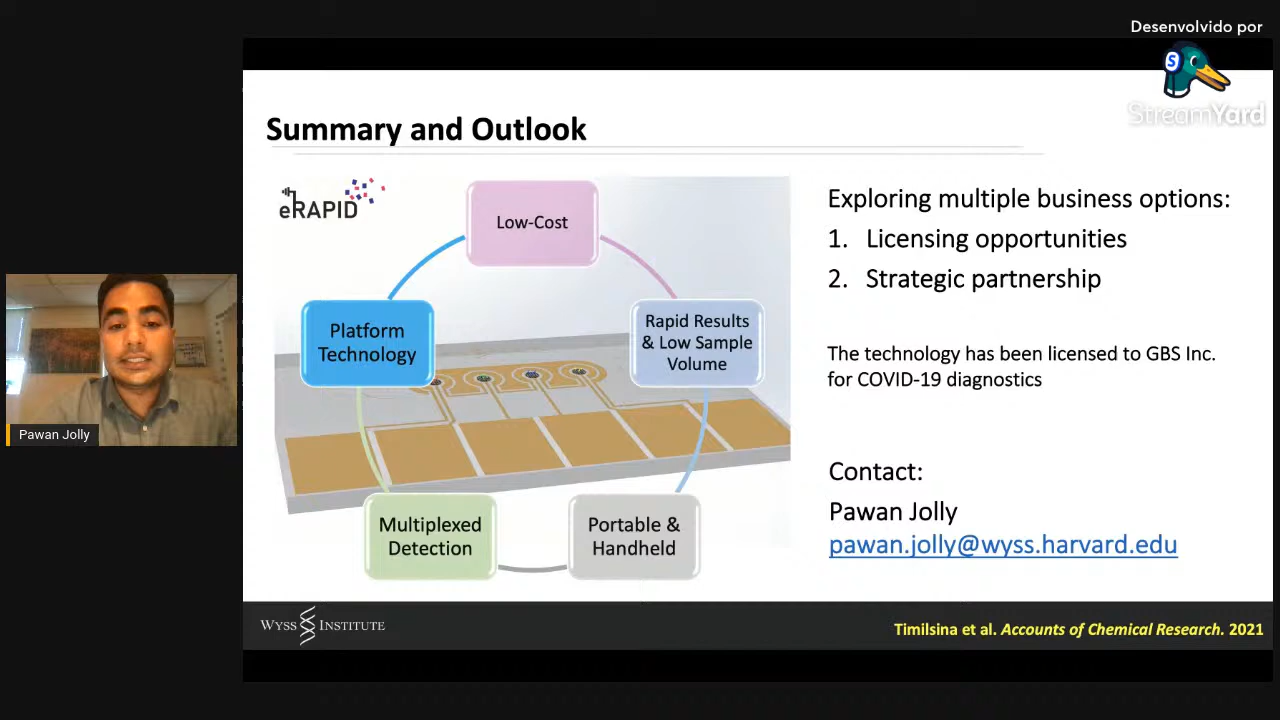 Desenvolvido por
S
StreamYard
Summary and Outlook
eRAPID
Low-Cost
Platform
Technology
Rapid Results
& Low Sample
Volume
Multiplexed
Detection
Portable &
Handheld
Exploring multiple business options:
1. Licensing opportunities
2. Strategic partnership
The technology has been licensed to GBS Inc.
for COVID-19 diagnostics
Contact:
Pawan Jolly
pawan.jolly@wyss.harvard.edu
Pawan Jolly
WYSS INSTITUTE
Timilsina et al. Accounts of Chemical Research. 2021